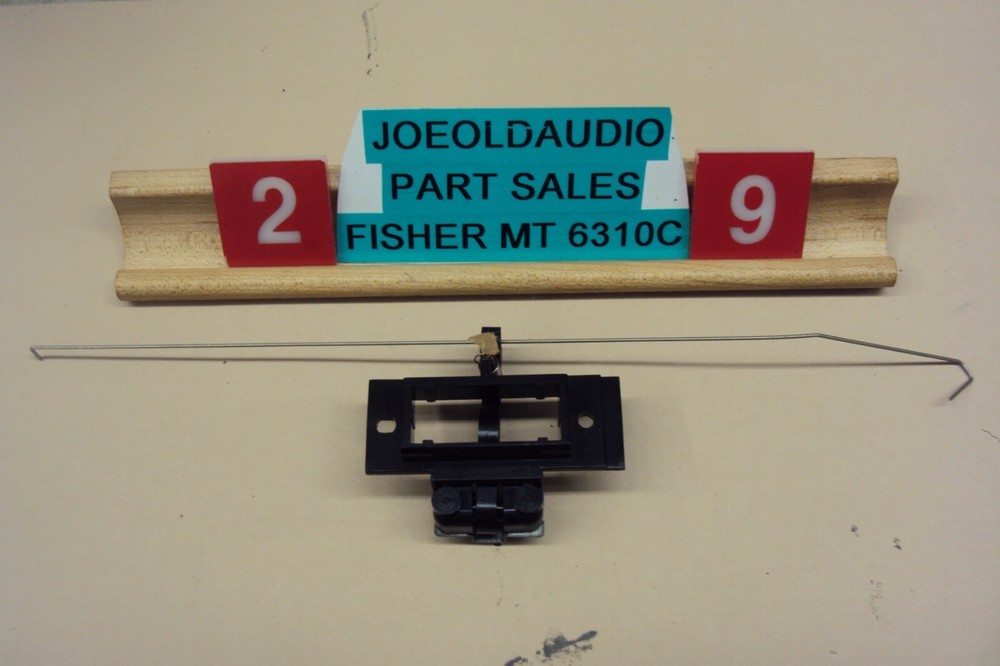 JOEOLDAUDIO
2 PART SALES 9
FISHER MT 6310C